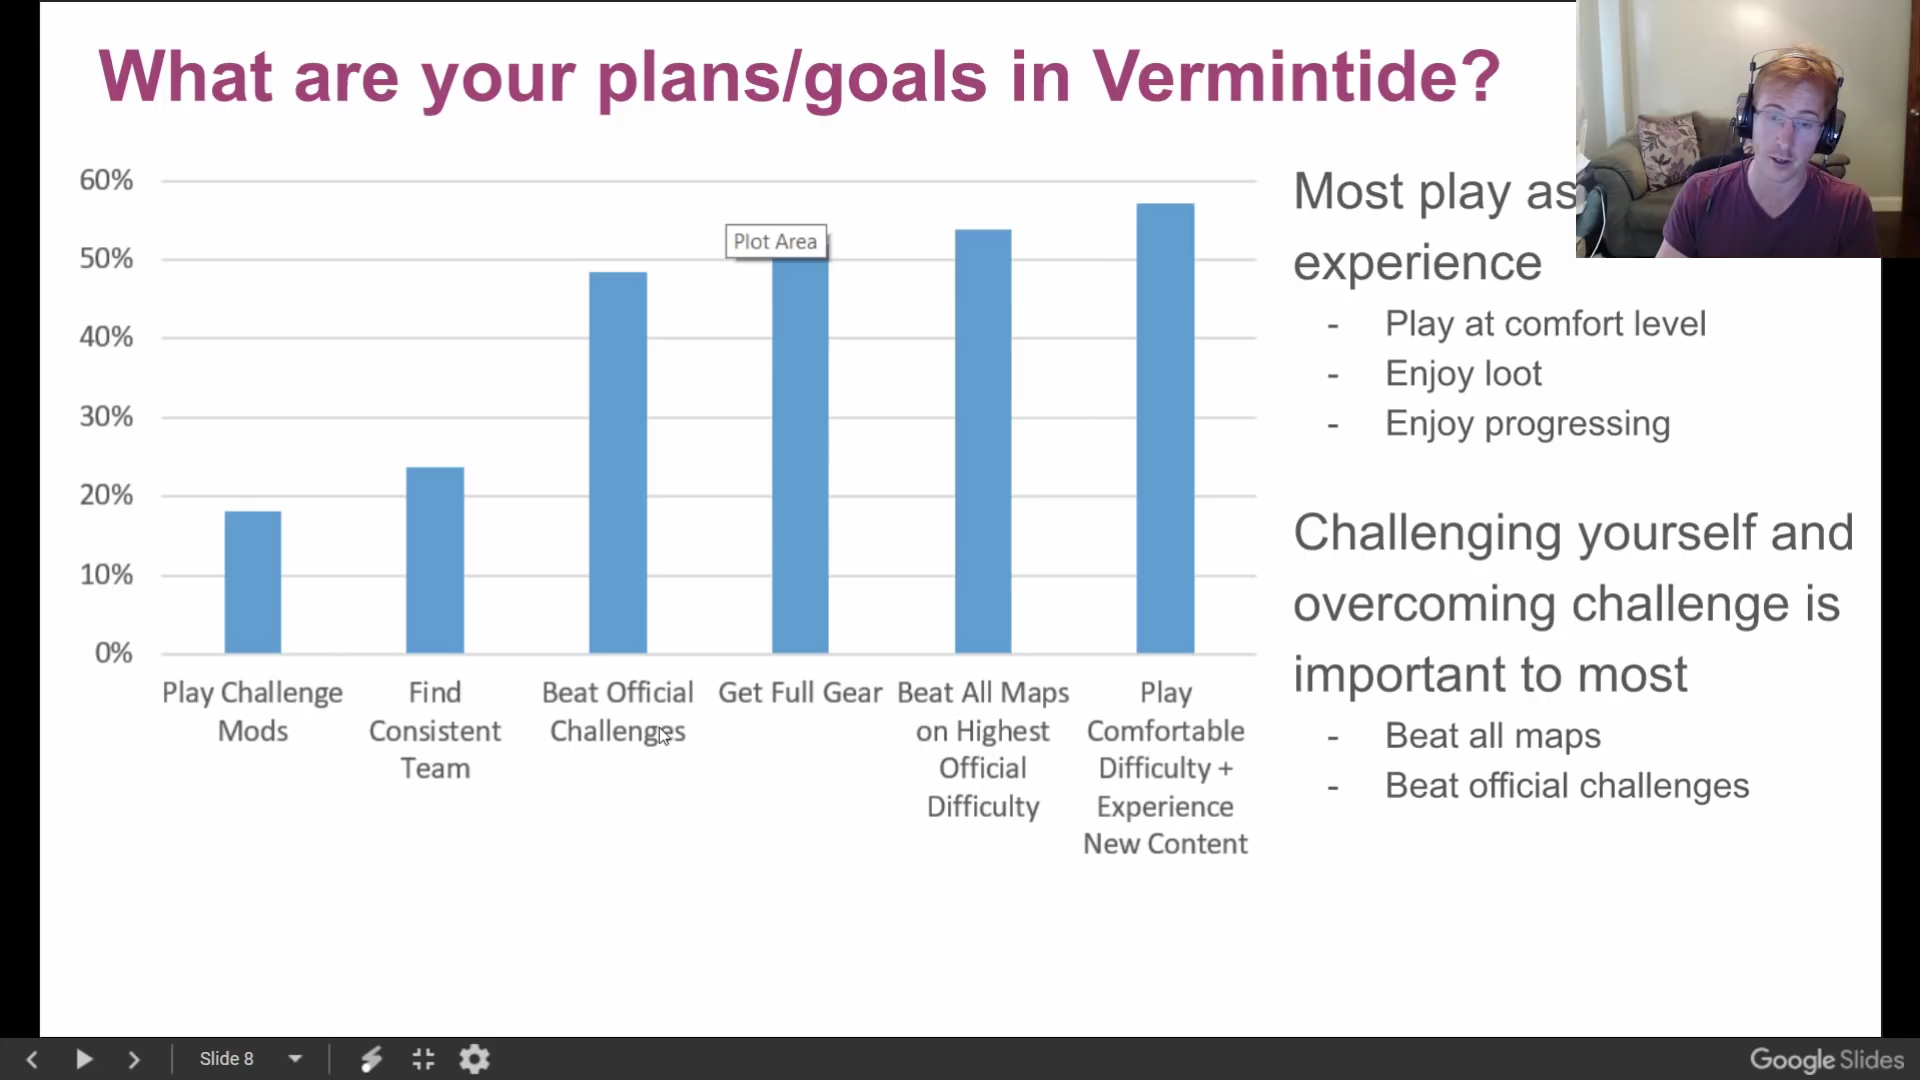 What are your plans/goals in Vermintide?
60%
50%
40%
30%
20%
10%
0%
Plot Area
Play Challenge
Mods
Find
Consistent
Team
Beat Official
Challenges
Get Full Gear
Beat All Maps
on Highest
Official
Difficulty
Play
Comfortable
Difficulty +
Experience
New Content
Most play as
experience
- Play at comfort level
- Enjoy loot
- Enjoy progressing
Challenging yourself and
overcoming challenge is
important to most
- Beat all maps
- Beat official challenges
Slide 8
Google Slides